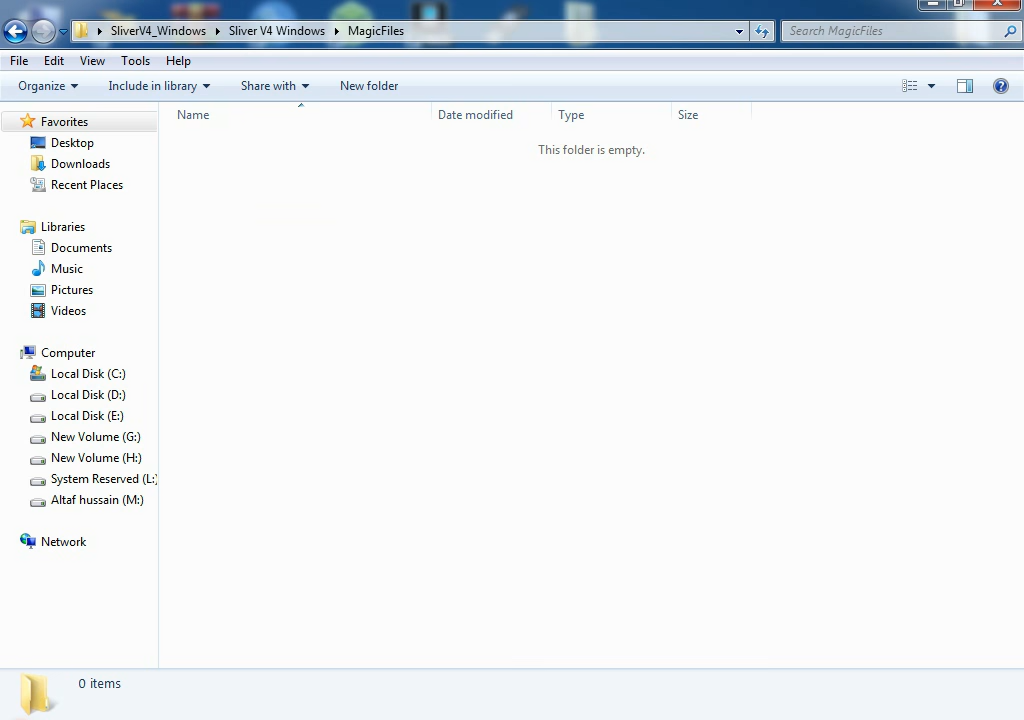 SliverV4_Windows Sliver V4 Windows MagicFiles Search MagicFiles
File Edit View Tools Help
Organize Include in library Share with New folder
Name Date modified Type Size
This folder is empty.
Favorites
Desktop
Downloads
Recent Places
Libraries
Documents
Music
Pictures
Videos
Computer
Local Disk (C:)
Local Disk (D:)
Local Disk (E:)
New Volume (G:)
New Volume (H:)
System Reserved (L:)
Altaf hussain (M:)
Network
0 items